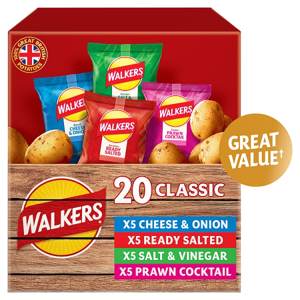 100% GREAT BRITISH
POTATOES
WALKERS
WALKERS
CHEESE
& ONION
WALKERS
READY
SALTED
WALKERS
PRAWN
COCKTAIL
GREAT
VALUE†
20 CLASSIC
WALKERS
X5 CHEESE & ONION
X5 READY SALTED
X5 SALT & VINEGAR
X5 PRAWN COCKTAIL